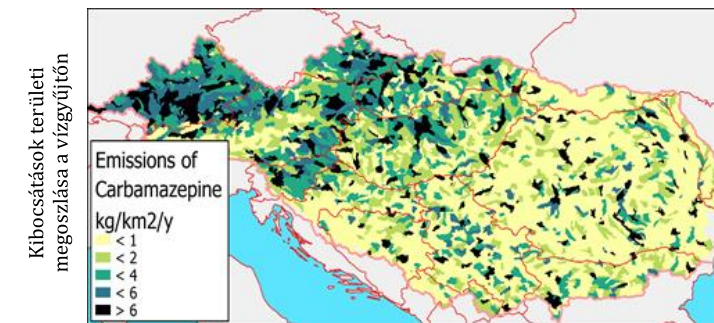 Kibocsátások területi
megoszlása a vízgyűjtőn
Emissions of
Carbamazepine
kg/km2/y
< 1
< 2
< 4
< 6
> 6